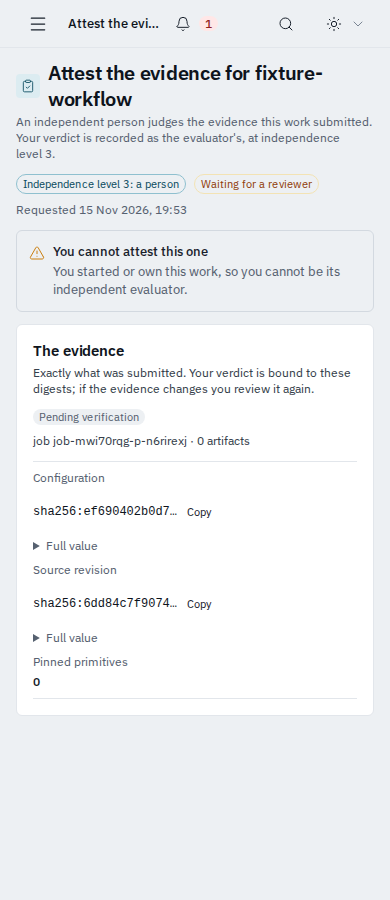 Attest the evi...
1
Attest the evidence for fixture-
workflow
An independent person judges the evidence this work submitted.
Your verdict is recorded as the evaluator's, at independence
level 3.
Independence level 3: a person
Waiting for a reviewer
Requested 15 Nov 2026, 19:53
You cannot attest this one
You started or own this work, so you cannot be its
independent evaluator.
The evidence
Exactly what was submitted. Your verdict is bound to these
digests; if the evidence changes you review it again.
Pending verification
job job-mwi70rqg-p-n6rirexj · 0 artifacts
Configuration
sha256:ef690402b0d7… Copy
Full value
Source revision
sha256:6dd84c7f9074… Copy
Full value
Pinned primitives
0